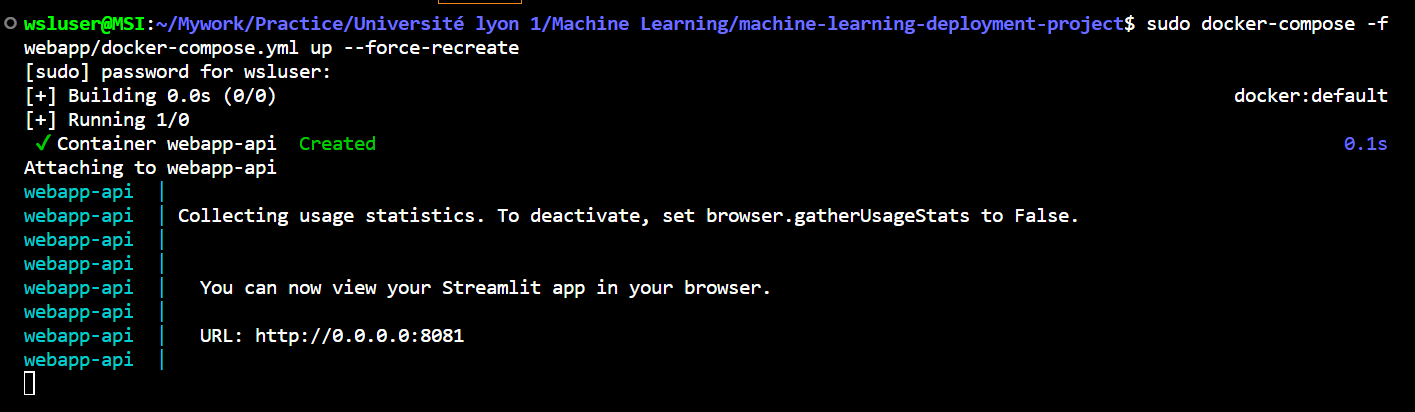 wsluser@MSI:~/Mywork/Practice/Université lyon 1/Machine Learning/machine-learning-deployment-project$ sudo docker-compose -f
webapp/docker-compose.yml up --force-recreate
[sudo] password for wsluser:
[+] Building 0.0s (0/0) docker:default
[+] Running 1/0
✔ Container webapp-api Created 0.1s
Attaching to webapp-api
webapp-api |
webapp-api | Collecting usage statistics. To deactivate, set browser.gatherUsageStats to False.
webapp-api |
webapp-api |
webapp-api | You can now view your Streamlit app in your browser.
webapp-api |
webapp-api | URL: http://0.0.0.0:8081
webapp-api |